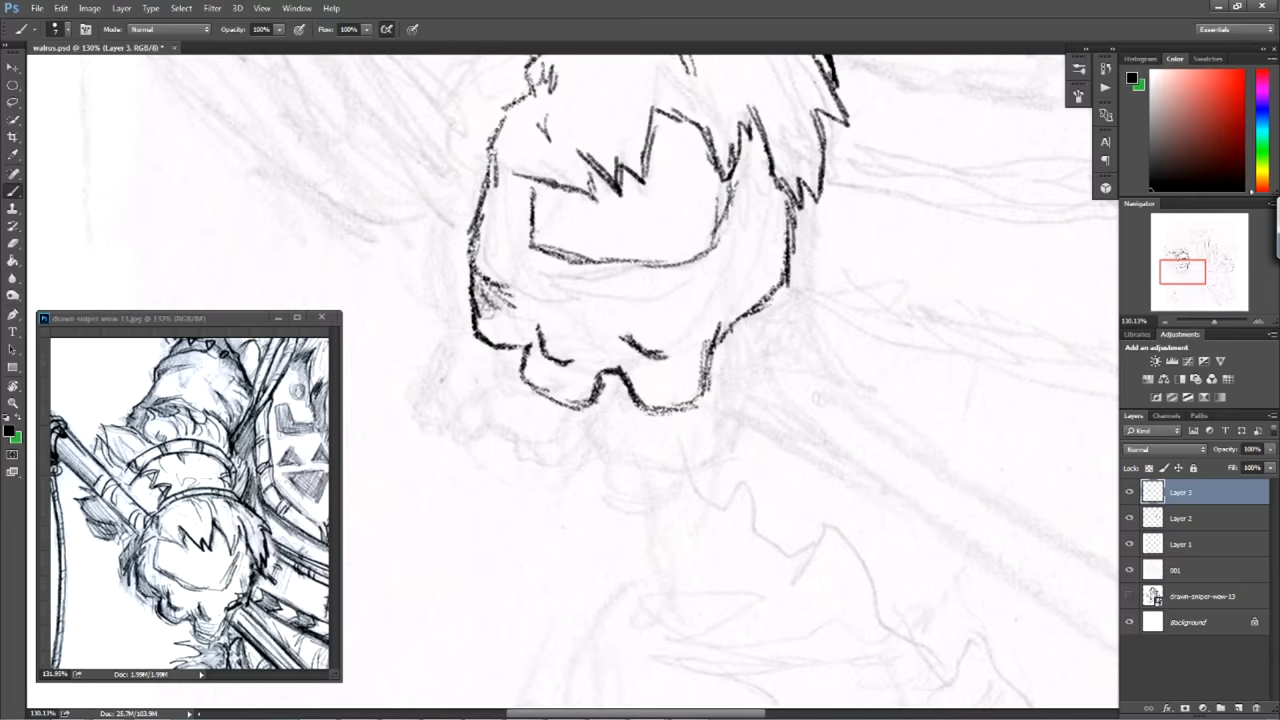 Ps File Edit Image Layer Type Select Filter 3D View Window Help
7 Mode: Normal Opacity: 100% Flow: 100% Essentials
walrus.psd @ 130% (Layer 3, RGB/8) * ×
Histogram Color Swatches
Navigator
130.13%
Libraries Adjustments
Add an adjustment
Layers Channels Paths
Kind
Normal Opacity: 100%
Lock: Fill: 100%
Layer 3
Layer 2
Layer 1
001
drawn-sniper-wow-13
Background
drawn-sniper-wow-13.jpg @ 132% (RGB/8#)
131.95% Doc: 1.99M/1.99M
130.13% Doc: 25.7M/103.9M